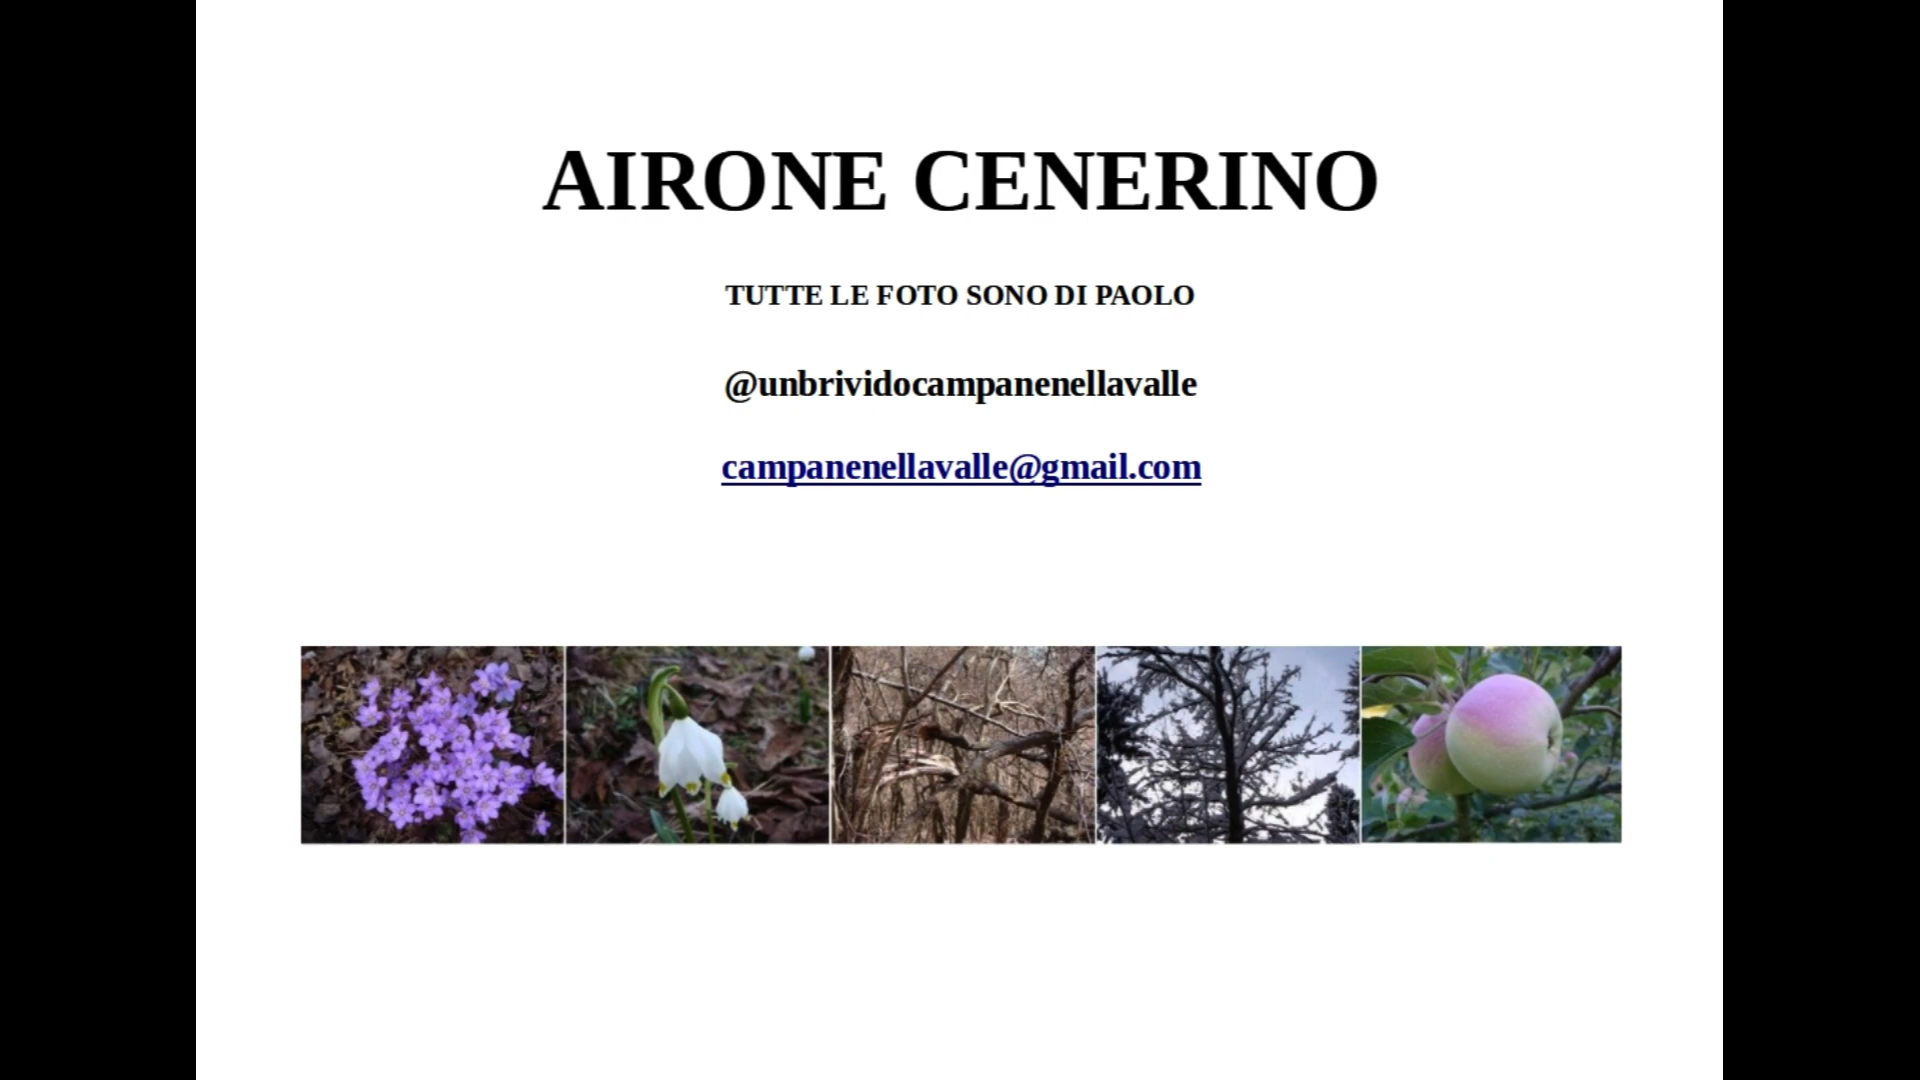 AIRONE CENERINO
TUTTE LE FOTO SONO DI PAOLO
@unbrividocampanenellavalle
campanenellavalle@gmail.com